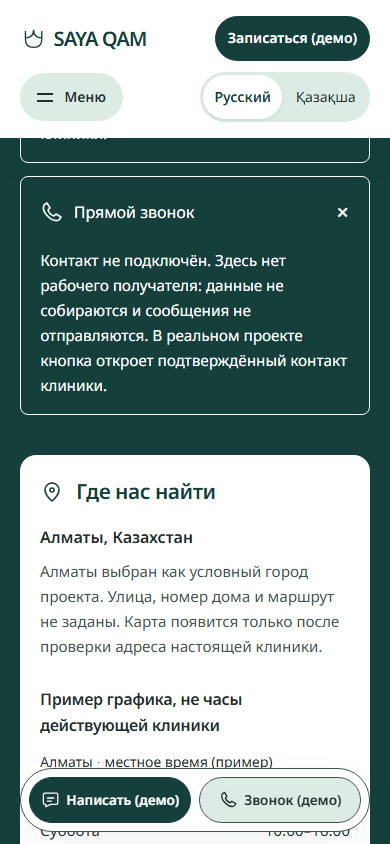 SAYA QAM
Записаться (демо)
Меню
Русский
Қазақша
Прямой звонок
Контакт не подключён. Здесь нет
рабочего получателя: данные не
собираются и сообщения не
отправляются. В реальном проекте
кнопка откроет подтверждённый контакт
клиники.
Где нас найти
Алматы, Казахстан
Алматы выбран как условный город
проекта. Улица, номер дома и маршрут
не заданы. Карта появится только после
проверки адреса настоящей клиники.
Пример графика, не часы
действующей клиники
Алматы · местное время (пример)
Написать (демо)
Звонок (демо)